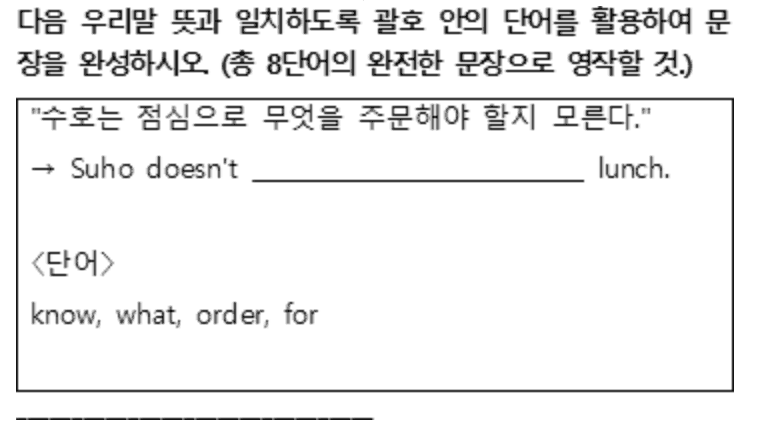 다음 우리말 뜻과 일치하도록 괄호 안의 단어를 활용하여 문
장을 완성하시오. (총 8단어의 완전한 문장으로 영작할 것.)
"수호는 점심으로 무엇을 주문해야 할지 모른다."
→ Suho doesn't ______________________ lunch.
<단어>
know, what, order, for